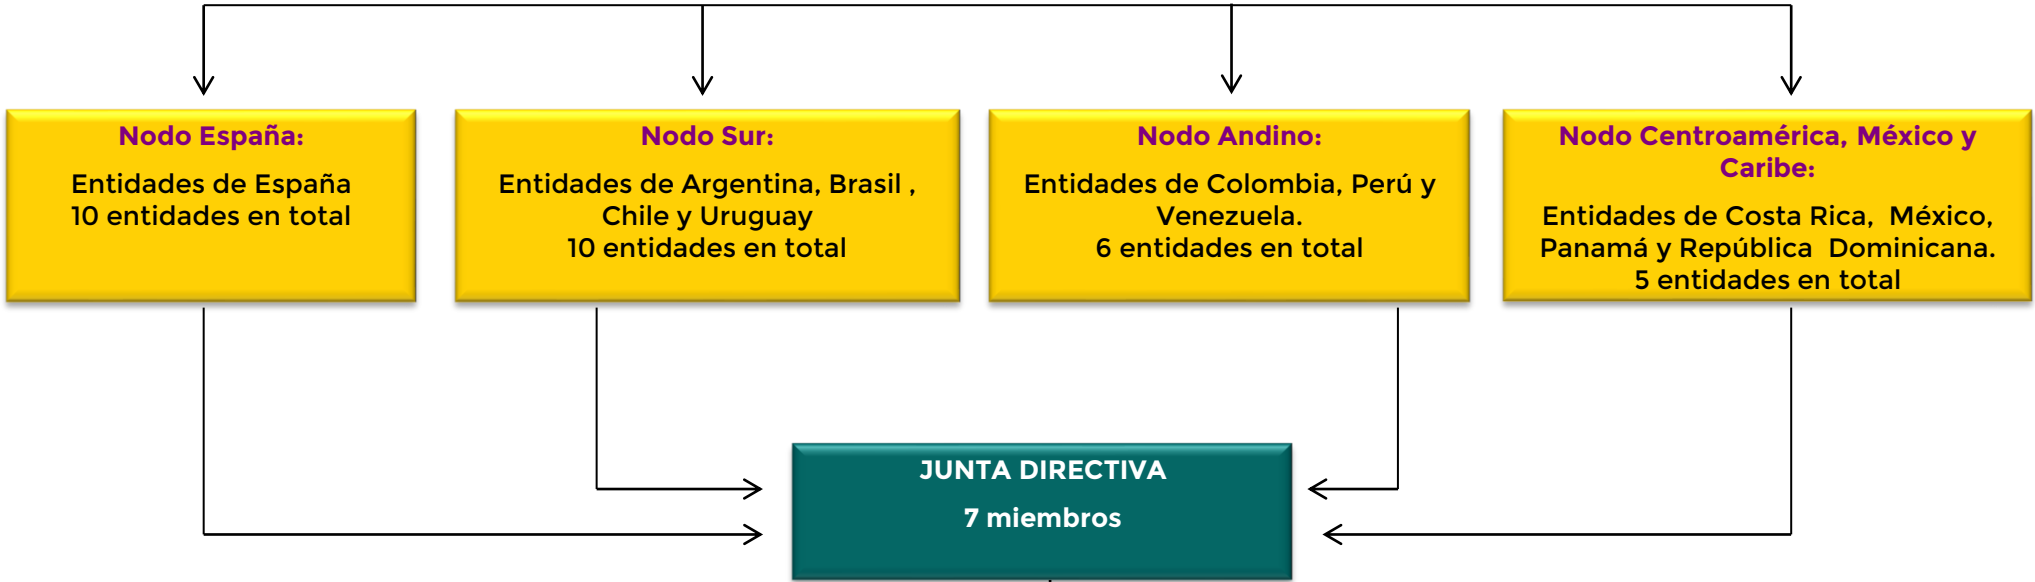 Nodo España:
Entidades de España
10 entidades en total
Nodo Sur:
Entidades de Argentina, Brasil ,
Chile y Uruguay
10 entidades en total
Nodo Andino:
Entidades de Colombia, Perú y
Venezuela.
6 entidades en total
Nodo Centroamérica, México y
Caribe:
Entidades de Costa Rica, México,
Panamá y República Dominicana.
5 entidades en total
JUNTA DIRECTIVA
7 miembros